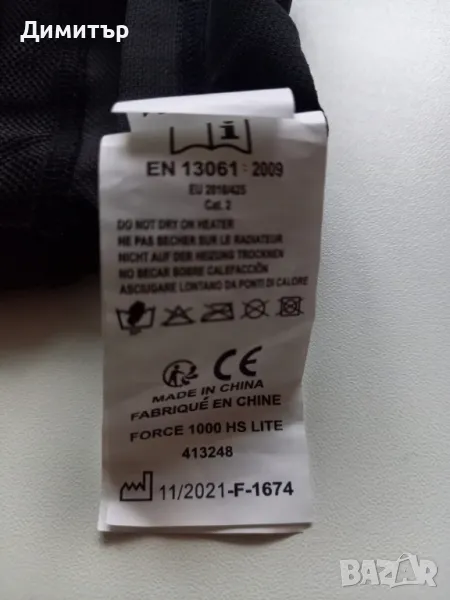 Димитър
EN 13061 : 2009
EU 2016/425
Cat. 2
DO NOT DRY ON HEATER
NE PAS SECHER SUR LE RADIATEUR
NICHT AUF DER HEIZUNG TROCKNEN
NO SECAR SOBRE CALEFACCIÓN
ASCIUGARE LONTANO DA PONTI DI CALORE
CE
MADE IN CHINA
FABRIQUÉ EN CHINE
FORCE 1000 HS LITE
413248
11/2021-F-1674
BAZAR.bg